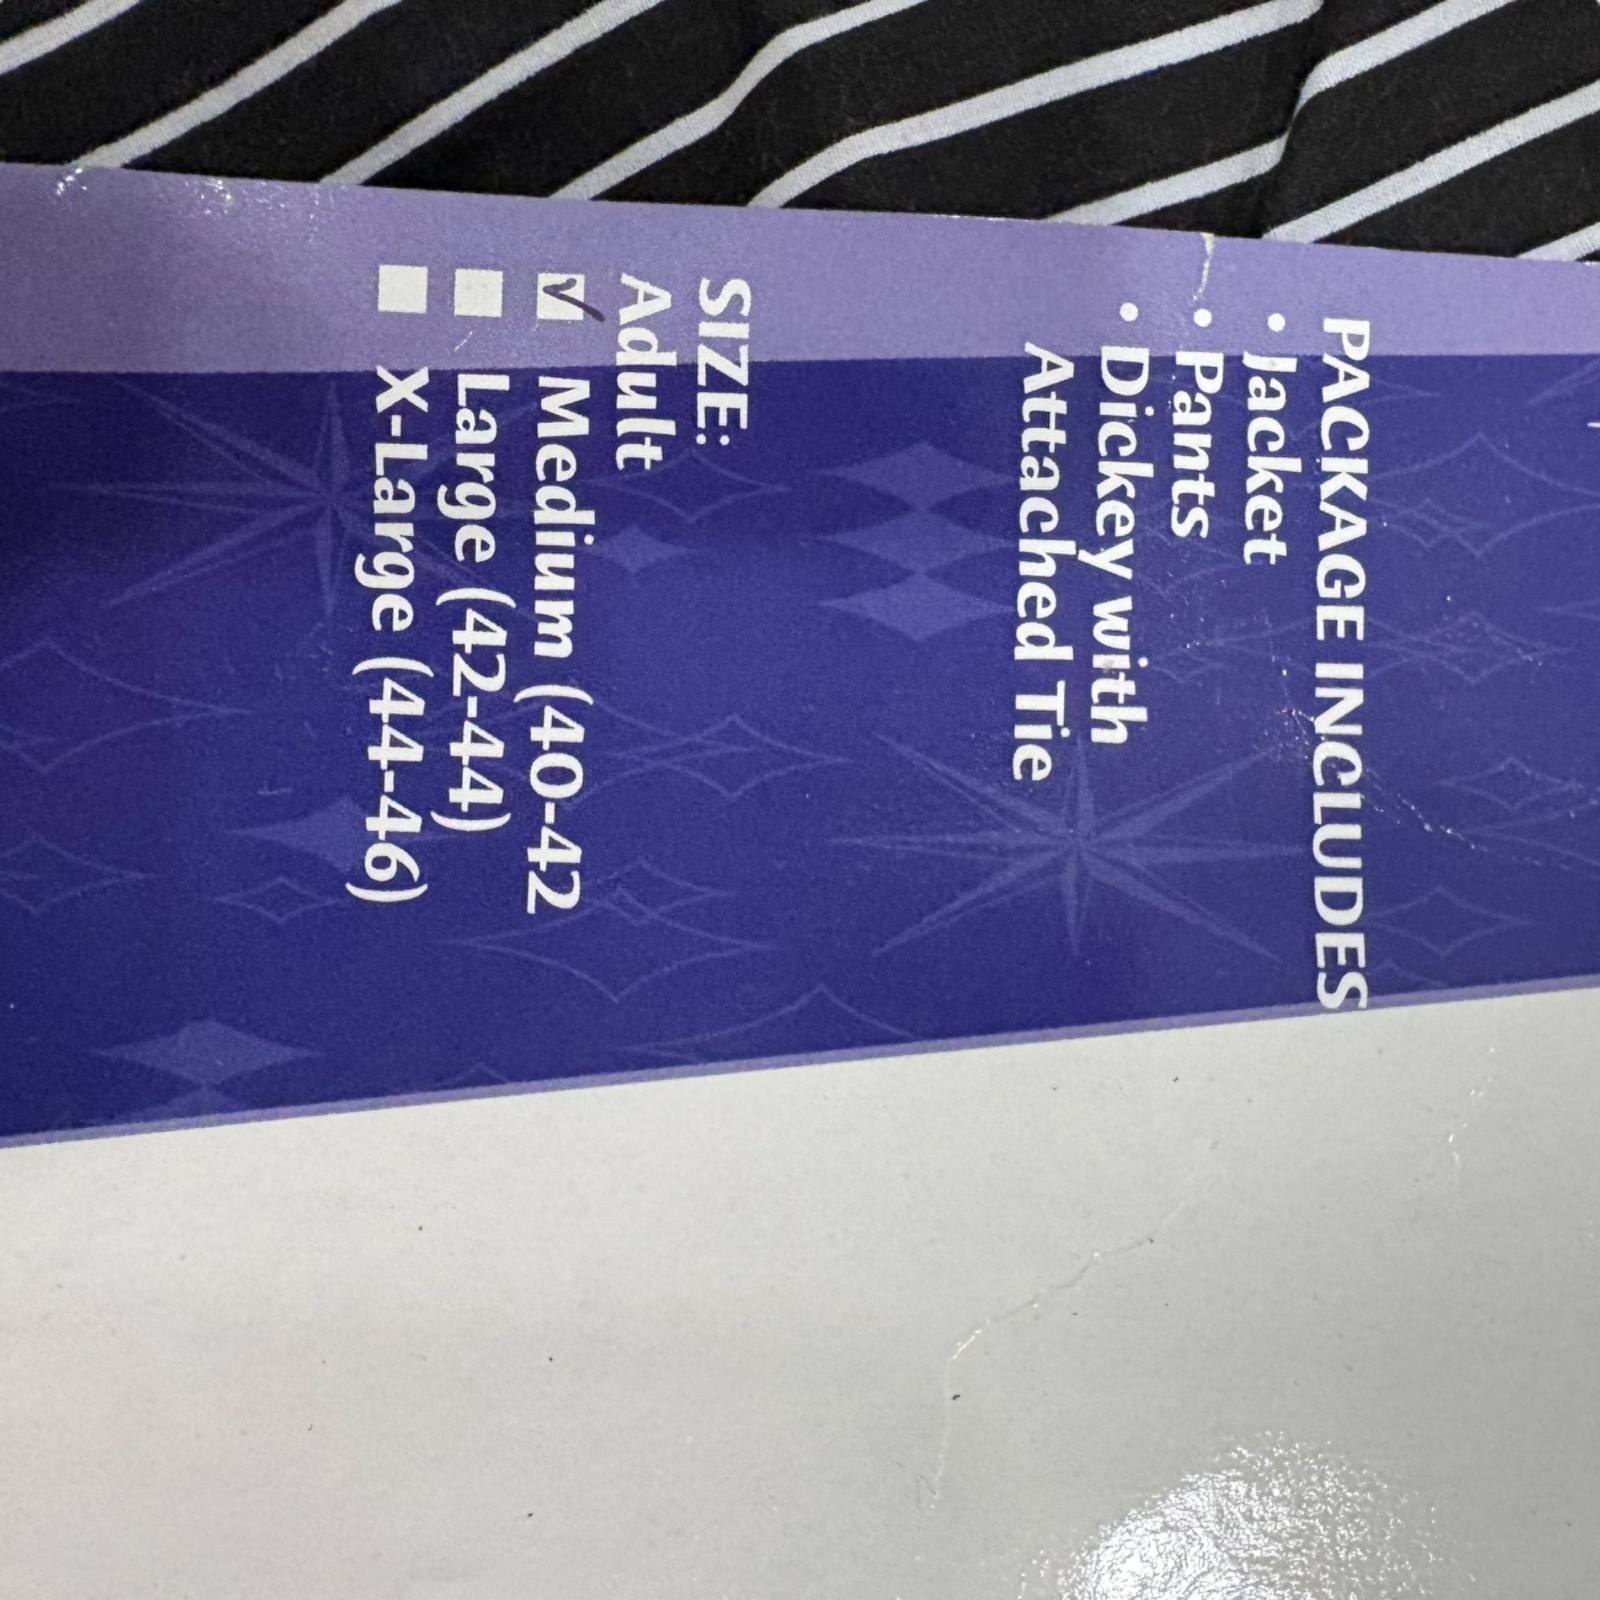 PACKAGE INCLUDES
• Jacket
• Pants
• Dickey with
Attached Tie
SIZE:
Adult
Medium (40-42
Large (42-44)
X-Large (44-46)